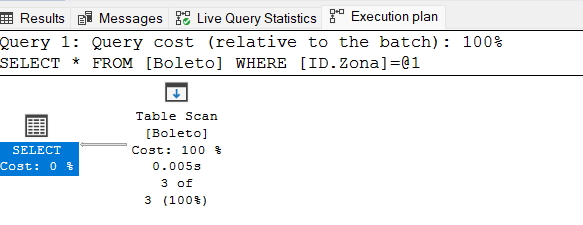 Results Messages Live Query Statistics Execution plan
Query 1: Query cost (relative to the batch): 100%
SELECT * FROM [Boleto] WHERE [ID.Zona]=@1
Table Scan
[Boleto]
Cost: 100 %
0.005s
3 of
3 (100%)
SELECT
Cost: 0 %